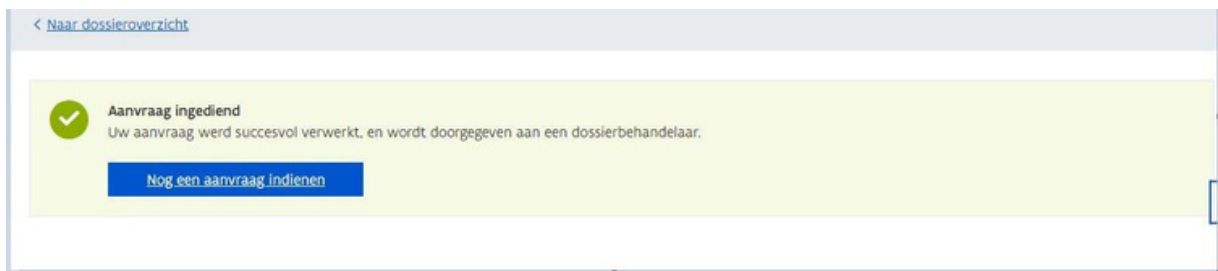 < Naar dossieroverzicht
Aanvraag ingediend
Uw aanvraag werd succesvol verwerkt, en wordt doorgegeven aan een dossierbehandelaar.
Nog een aanvraag indienen